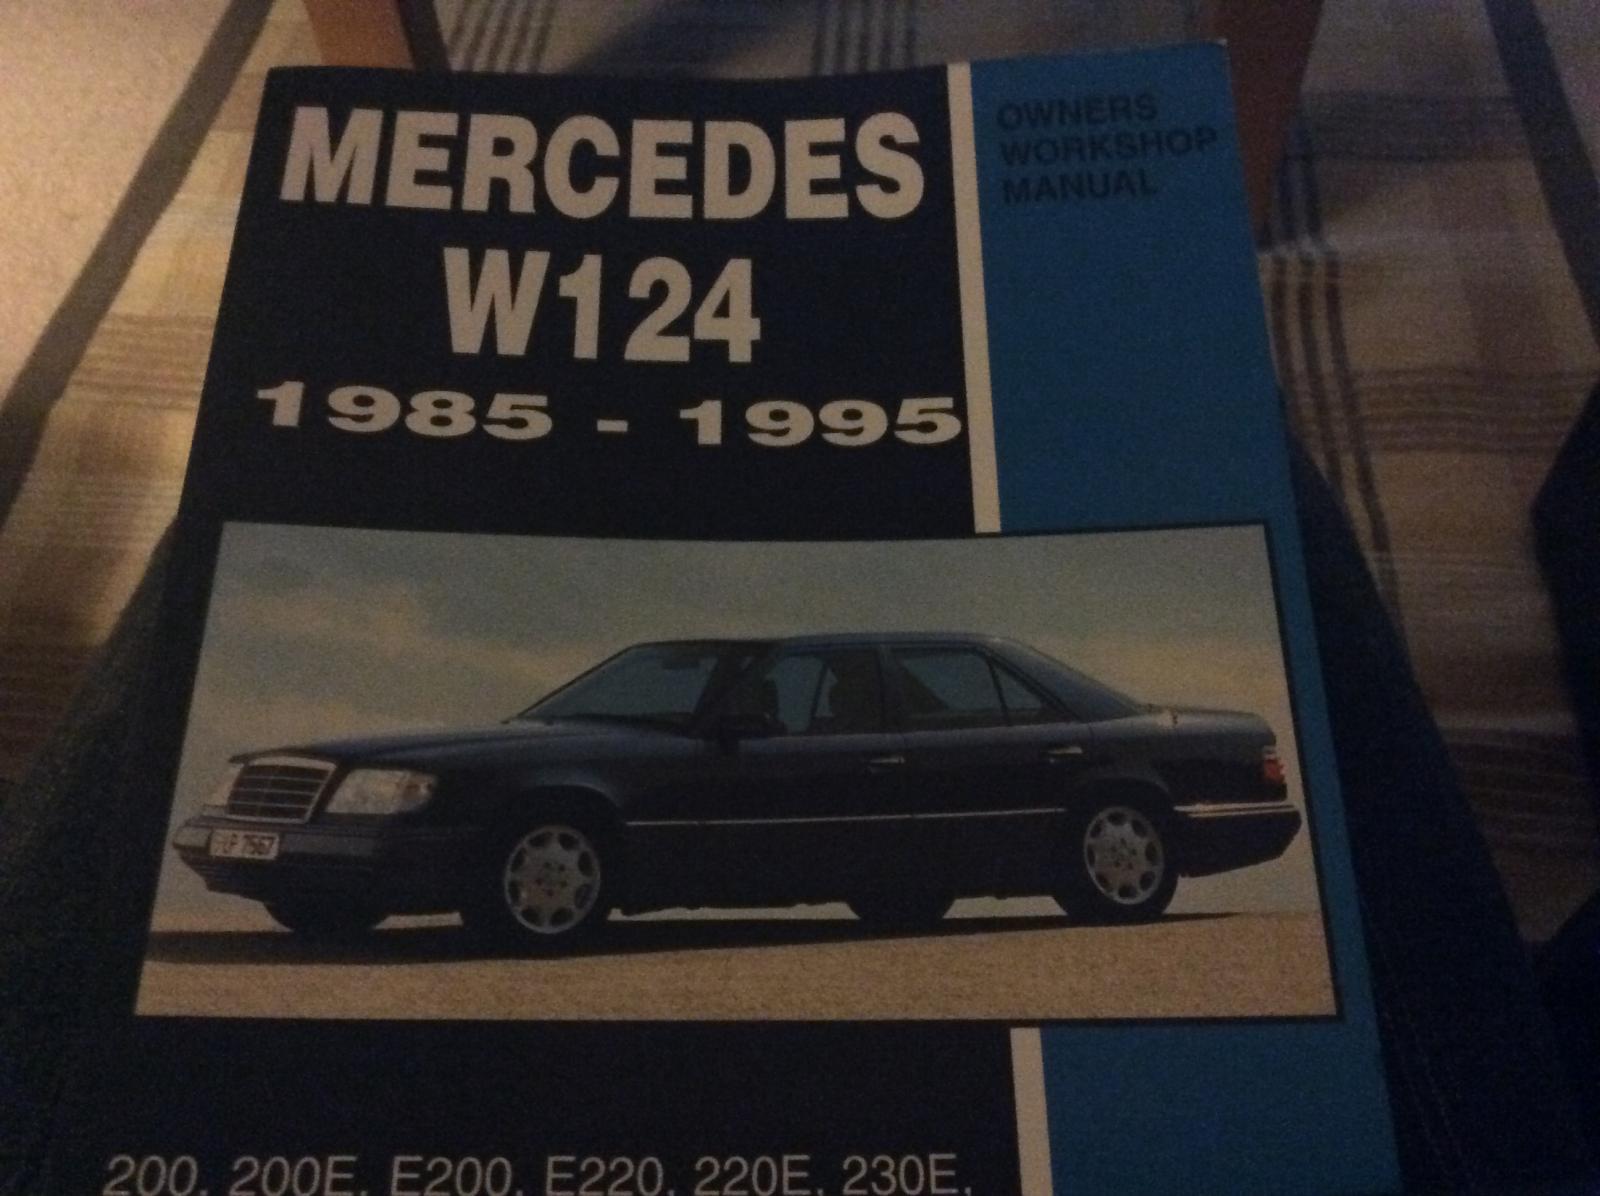 MERCEDES
W124
1985 - 1995
OWNERS
WORKSHOP
MANUAL
200, 200E, E200, E220, 220E, 230E,